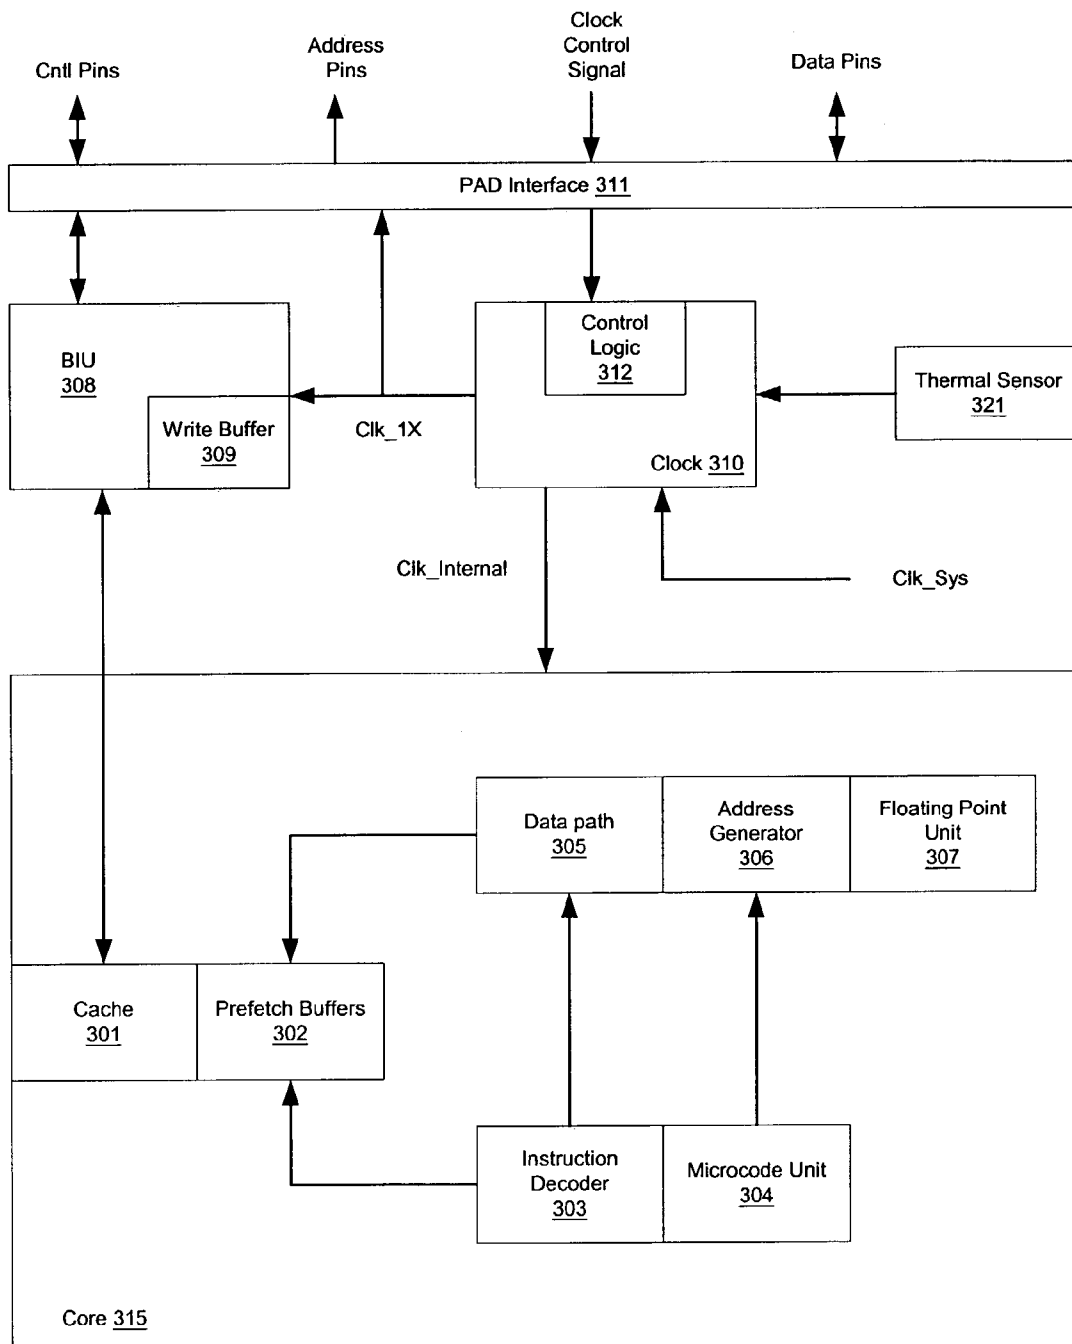 Cntl Pins
Address
Pins
Clock
Control
Signal
Data Pins
PAD Interface 311
BIU
308
Write Buffer
309
Clk_1X
Control
Logic
312
Clock 310
Thermal Sensor
321
Clk_Internal
Clk_Sys
Data path
305
Address
Generator
306
Floating Point
Unit
307
Cache
301
Prefetch Buffers
302
Instruction
Decoder
303
Microcode Unit
304
Core 315